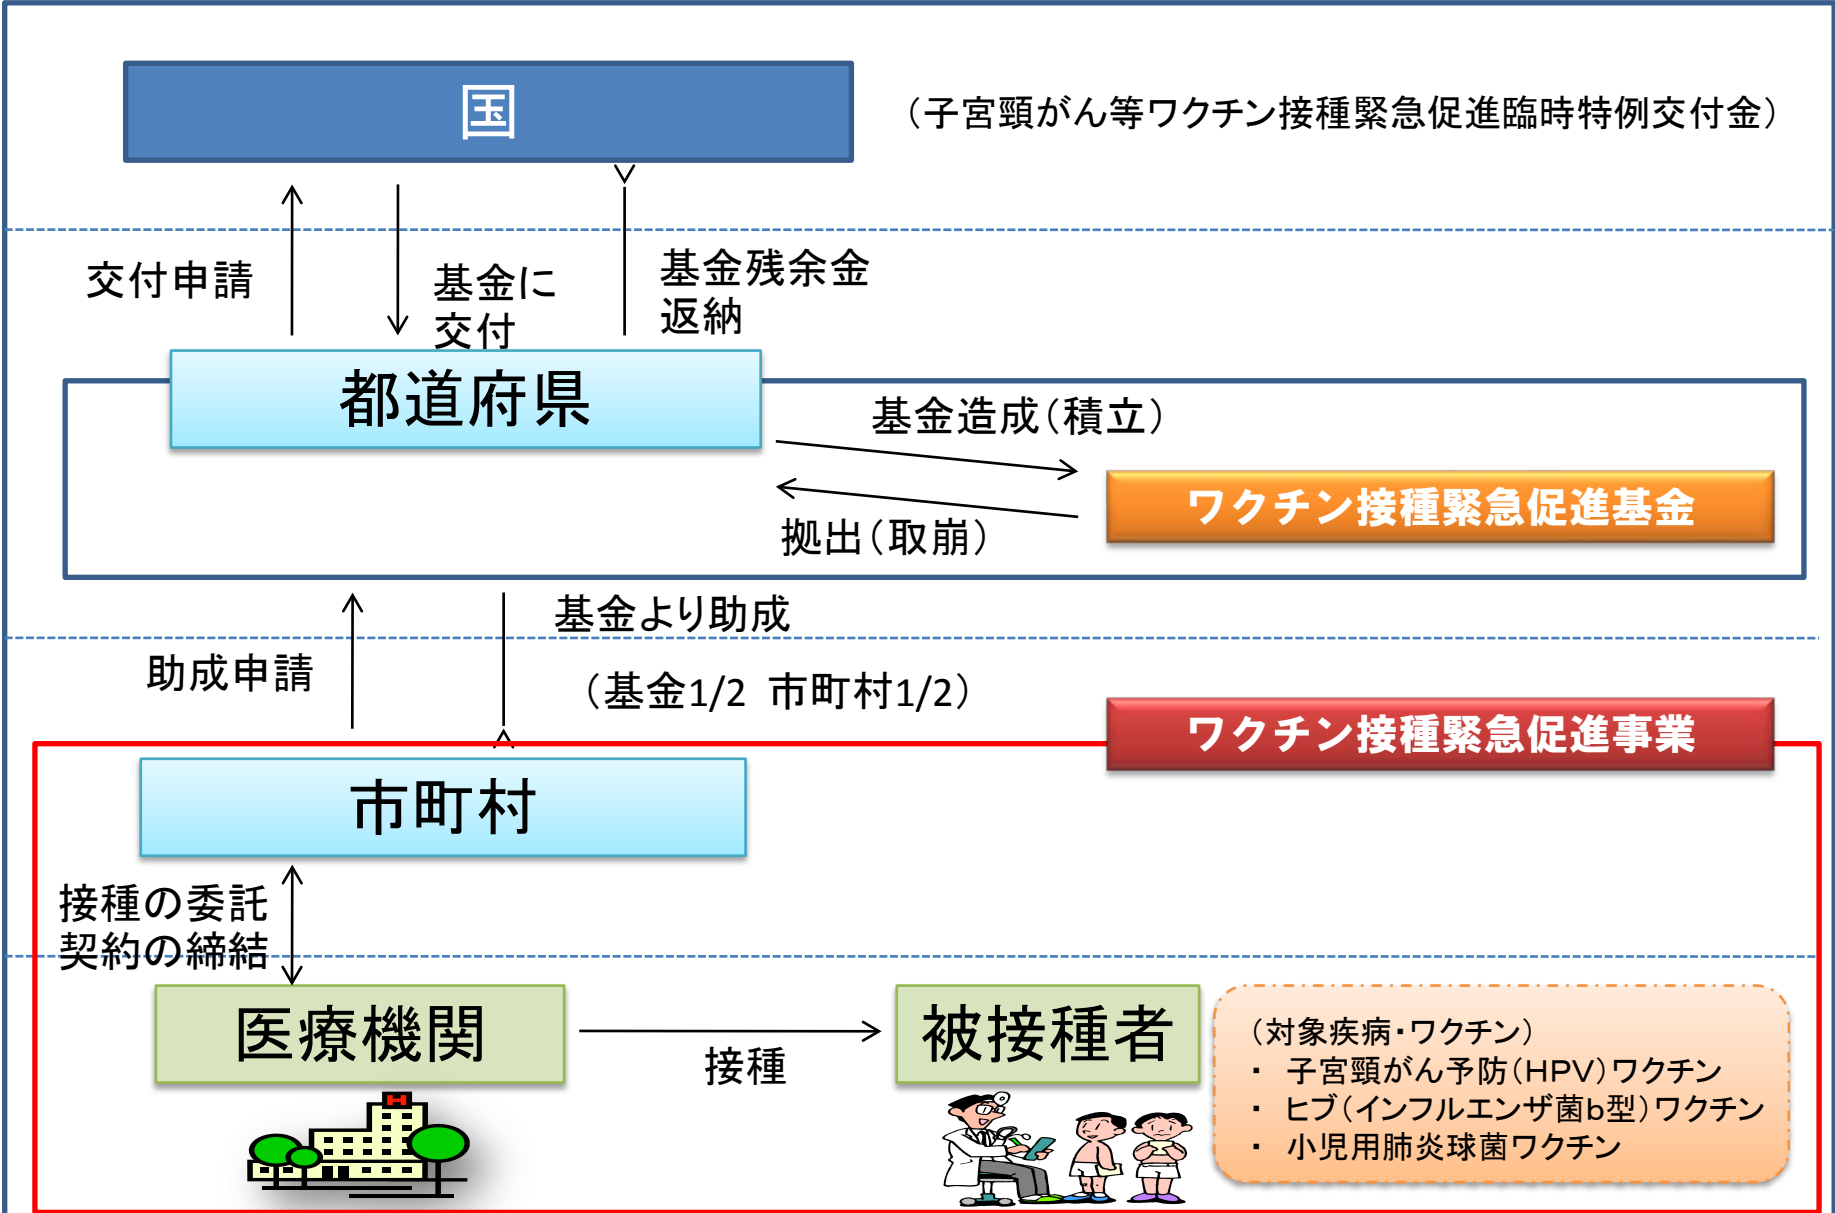 国
（子宮頸がん等ワクチン接種緊急促進臨時特例交付金）
交付申請
基金に
交付
基金残余金
返納
都道府県
基金造成（積立）
ワクチン接種緊急促進基金
拠出（取崩）
基金より助成
助成申請
（基金1/2 市町村1/2）
ワクチン接種緊急促進事業
市町村
接種の委託
契約の締結
医療機関
接種
被接種者
（対象疾病・ワクチン）
・ 子宮頸がん予防（ＨＰＶ）ワクチン
・ ヒブ（インフルエンザ菌ｂ型）ワクチン
・ 小児用肺炎球菌ワクチン
H